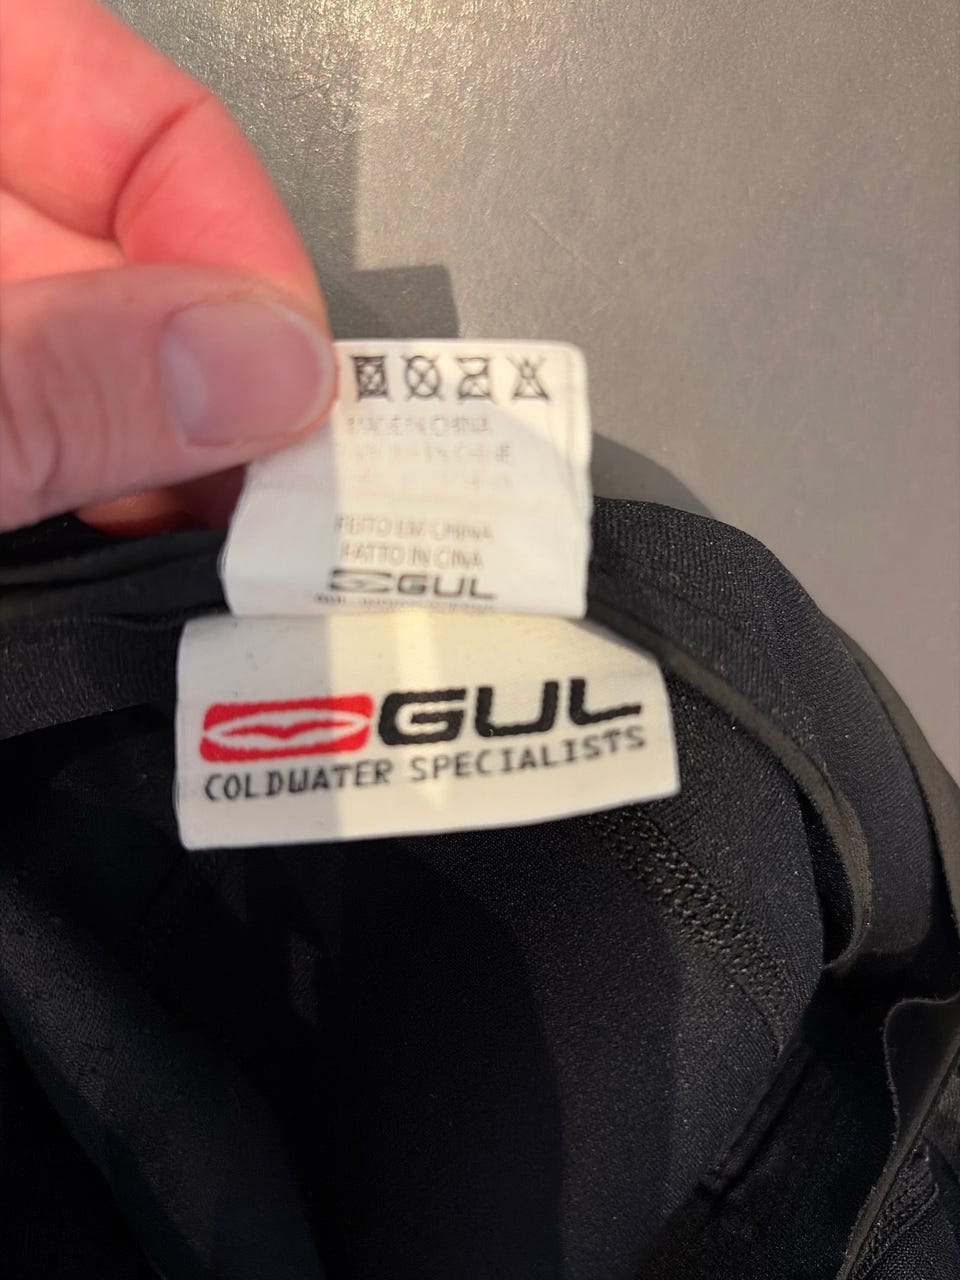 MADE IN CHINA
FEITO EM CHINA
FATTO IN CINA
GUL
GUL
COLDWATER SPECIALISTS